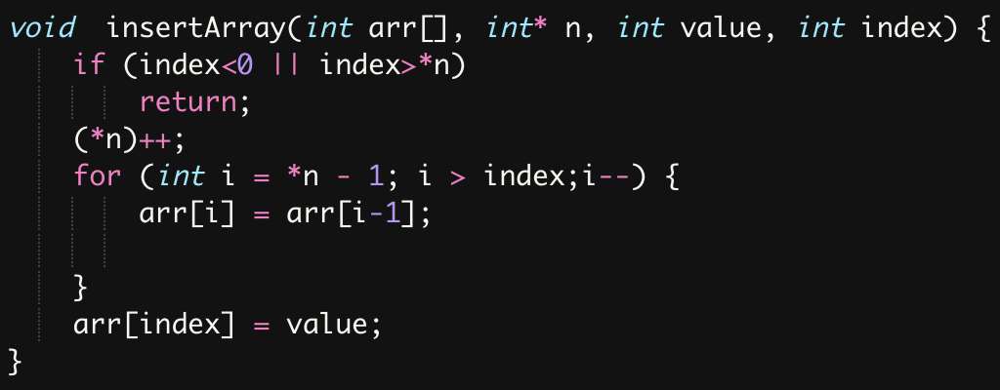 void  insertArray(int arr[], int* n, int value, int index) {
    if (index<0 || index>*n)
        return;
    (*n)++;
    for (int i = *n - 1; i > index;i--) {
        arr[i] = arr[i-1];

    }
    arr[index] = value;
}